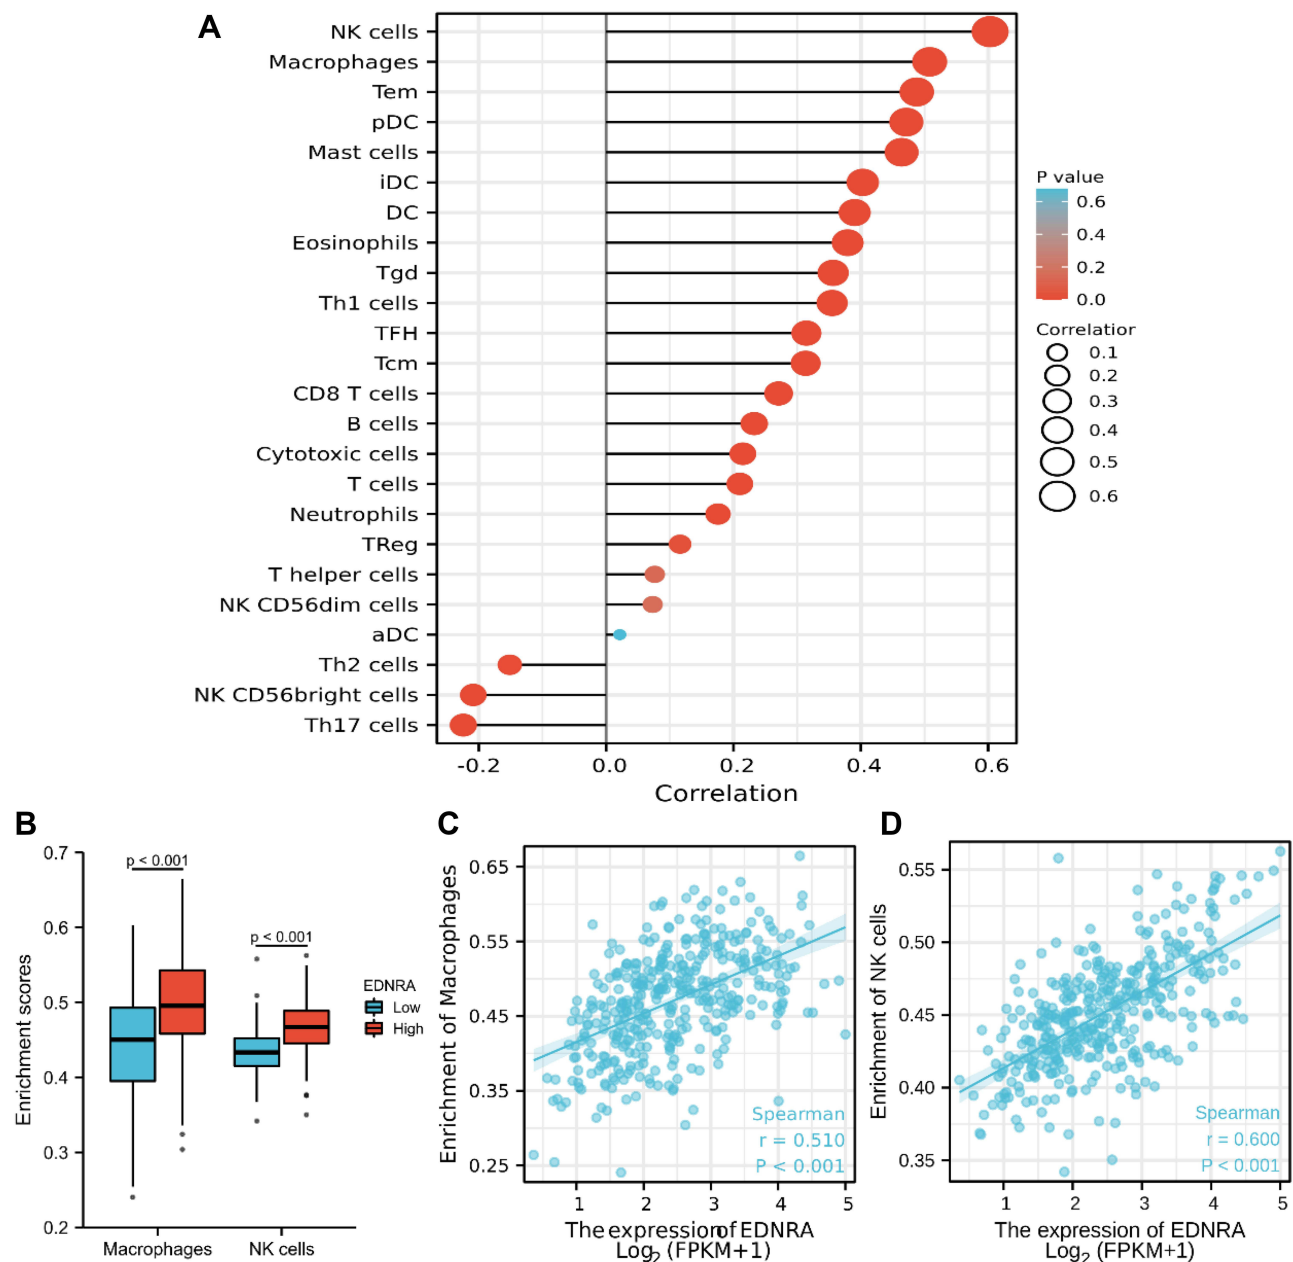 A
NK cells
Macrophages
Tem
pDC
Mast cells
iDC
DC
Eosinophils
Tgd
Th1 cells
TFH
Tcm
CD8 T cells
B cells
Cytotoxic cells
T cells
Neutrophils
TReg
T helper cells
NK CD56dim cells
aDC
Th2 cells
NK CD56bright cells
Th17 cells
-0.2 0.0 0.2 0.4 0.6
Correlation
P value
0.6
0.4
0.2
0.0
Correlation
0.1
0.2
0.3
0.4
0.5
0.6
B
Enrichment scores
0.7
0.6
0.5
0.4
0.3
0.2
p < 0.001
p < 0.001
Macrophages NK cells
EDNRA
Low
High
C
Enrichment of Macrophages
0.65
0.55
0.45
0.35
0.25
Spearman
r = 0.510
P < 0.001
1 2 3 4 5
The expression of EDNRA
Log₂ (FPKM+1)
D
Enrichment of NK cells
0.55
0.50
0.45
0.40
0.35
Spearman
r = 0.600
P < 0.001
1 2 3 4 5
The expression of EDNRA
Log₂ (FPKM+1)